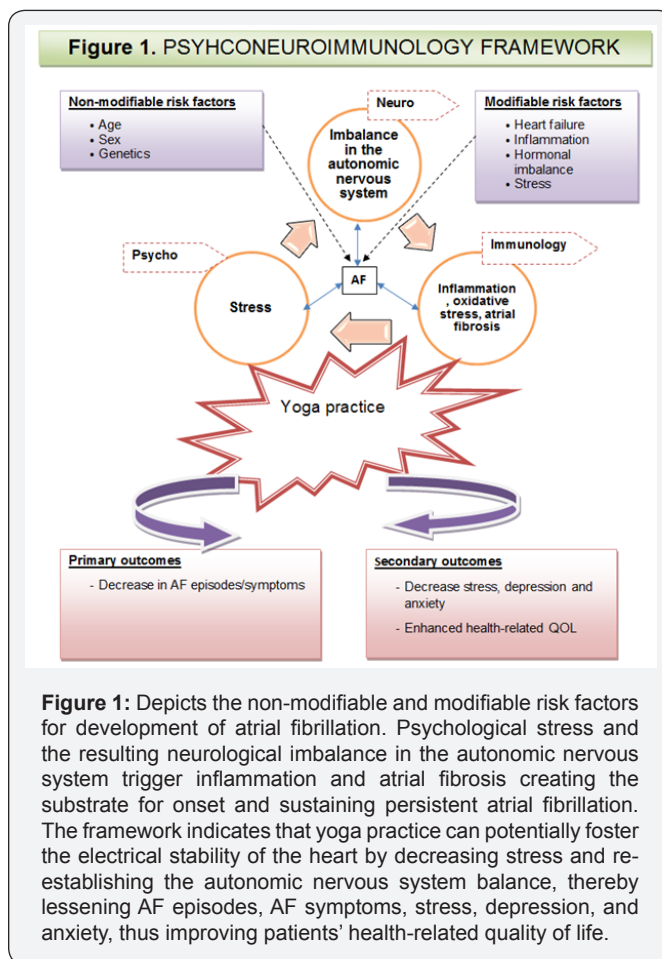 Figure 1. PSYHCONEUROIMMUNOLOGY FRAMEWORK
Non-modifiable risk factors
• Age
• Sex
• Genetics
Neuro
Imbalance
in the
autonomic
nervous
system
Modifiable risk factors
• Heart failure
• Inflammation
• Hormonal
imbalance
• Stress
Psycho
Immunology
AF
Stress
Inflammation
, oxidative
stress, atrial
fibrosis
Yoga practice
Primary outcomes
- Decrease in AF episodes/symptoms
Secondary outcomes
- Decrease stress, depression and
anxiety
- Enhanced health-related QOL
Figure 1: Depicts the non-modifiable and modifiable risk factors
for development of atrial fibrillation. Psychological stress and
the resulting neurological imbalance in the autonomic nervous
system trigger inflammation and atrial fibrosis creating the
substrate for onset and sustaining persistent atrial fibrillation.
The framework indicates that yoga practice can potentially foster
the electrical stability of the heart by decreasing stress and re-
establishing the autonomic nervous system balance, thereby
lessening AF episodes, AF symptoms, stress, depression, and
anxiety, thus improving patients’ health-related quality of life.